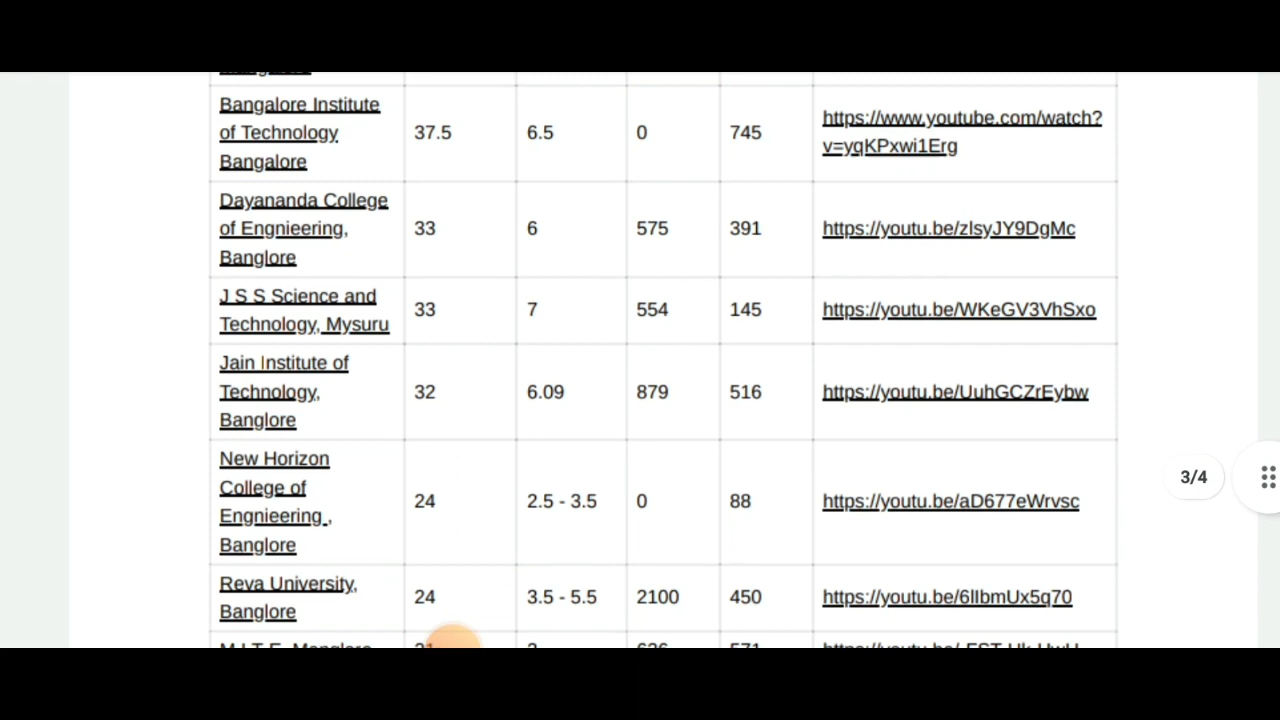 Bangalore Institute
of Technology
Bangalore
37.5
6.5
0
745
https://www.youtube.com/watch?
v=yqKPxwi1Erg
Dayananda College
of Engnieering,
Banglore
33
6
575
391
https://youtu.be/zlsyJY9DgMc
J S S Science and
Technology, Mysuru
33
7
554
145
https://youtu.be/WKeGV3VhSxo
Jain Institute of
Technology,
Banglore
32
6.09
879
516
https://youtu.be/UuhGCZrEybw
New Horizon
College of
Engnieering ,
Banglore
24
2.5 - 3.5
0
88
https://youtu.be/aD677eWrvsc
Reva University,
Banglore
24
3.5 - 5.5
2100
450
https://youtu.be/6lIbmUx5q70
3/4